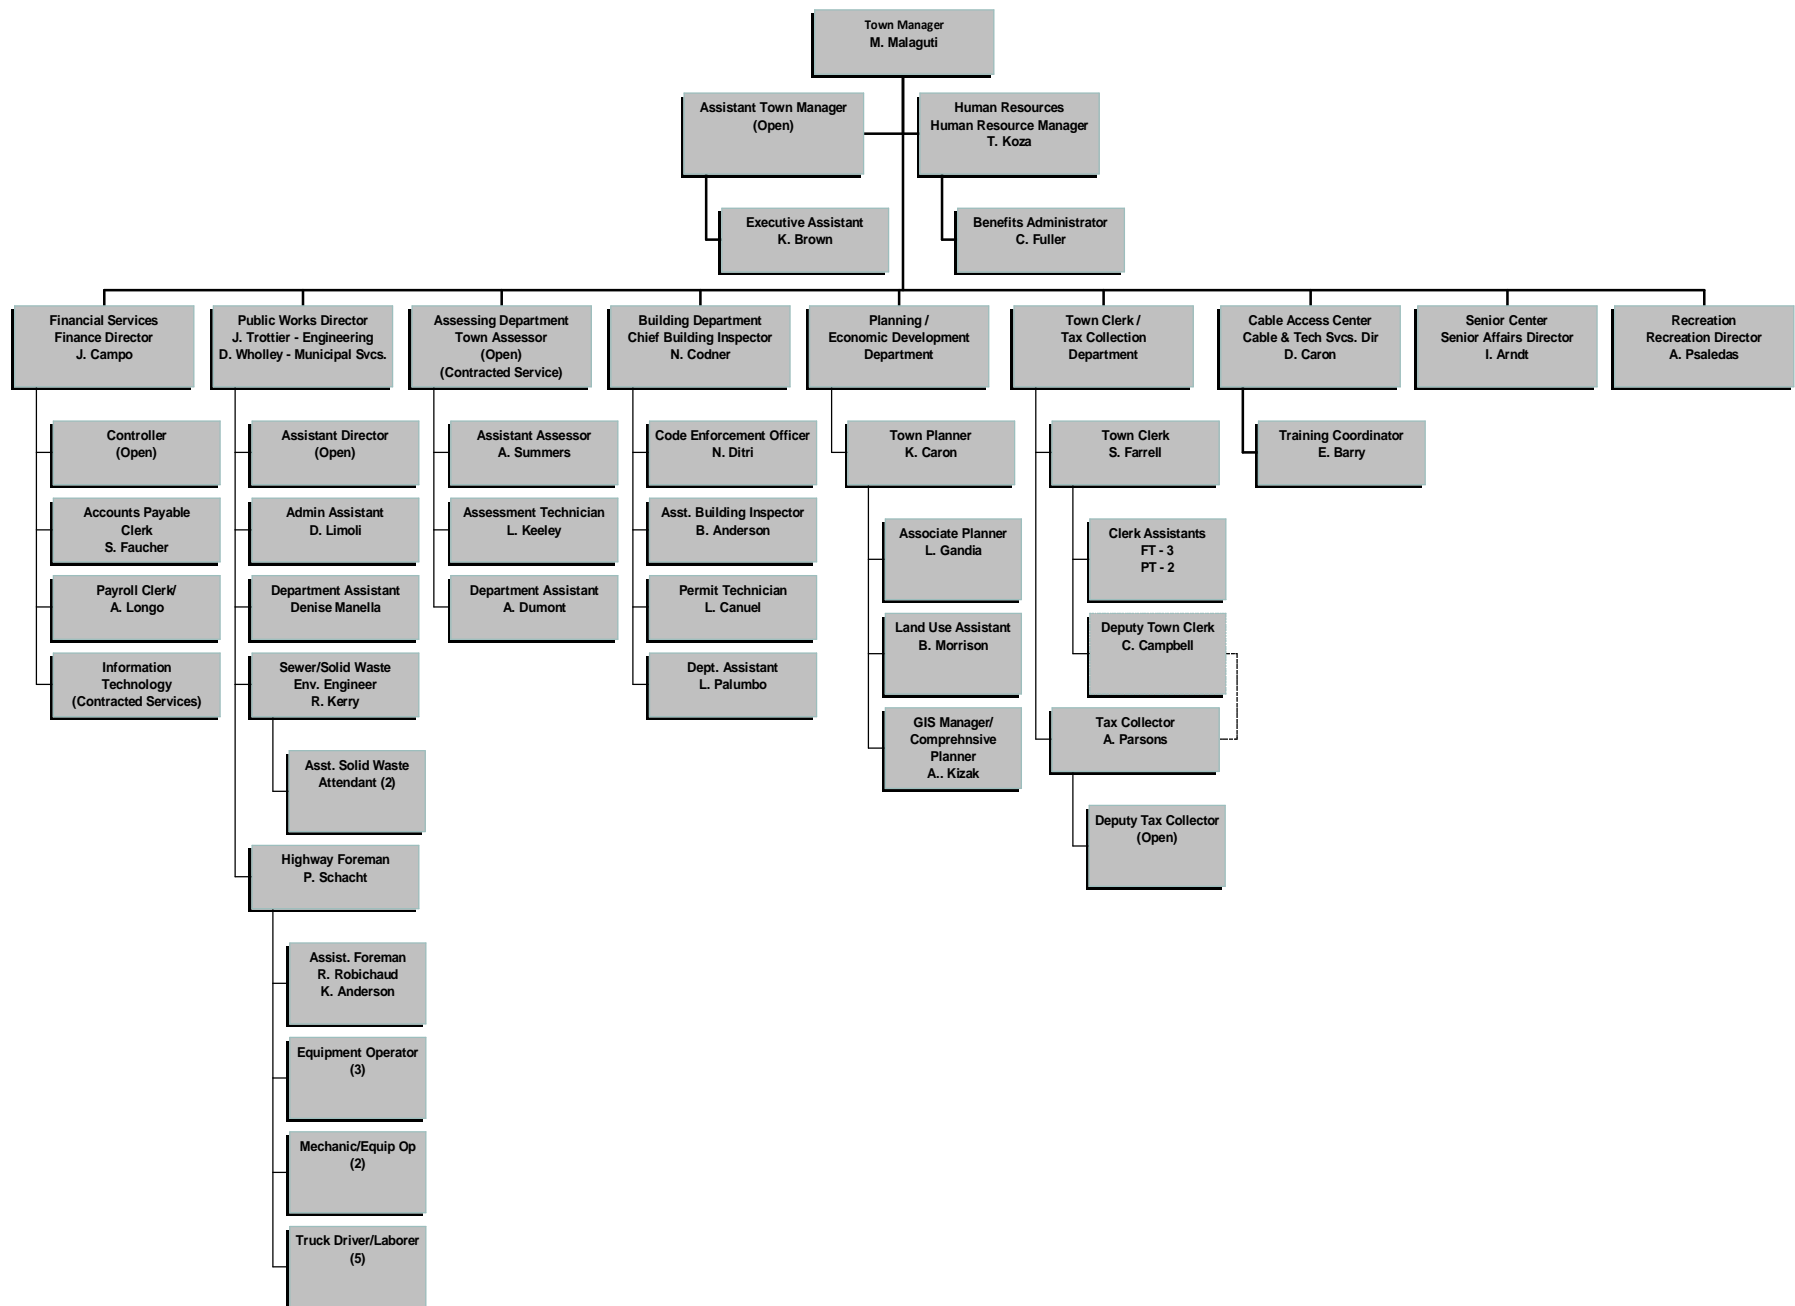 Town Manager
M. Malaguti
Assistant Town Manager
(Open)
Human Resources
Human Resource Manager
T. Koza
Executive Assistant
K. Brown
Benefits Administrator
C. Fuller
Financial Services
Finance Director
J. Campo
Public Works Director
J. Trottier - Engineering
D. Wholley - Municipal Svcs.
Assessing Department
Town Assessor
(Open)
(Contracted Service)
Building Department
Chief Building Inspector
N. Codner
Planning /
Economic Development
Department
Town Clerk /
Tax Collection
Department
Cable Access Center
Cable & Tech Svcs. Dir
D. Caron
Senior Center
Senior Affairs Director
I. Arndt
Recreation
Recreation Director
A. Psaledas
Controller
(Open)
Accounts Payable
Clerk
S. Faucher
Payroll Clerk/
A. Longo
Information
Technology
(Contracted Services)
Assistant Director
(Open)
Admin Assistant
D. Limoli
Department Assistant
Denise Manella
Sewer/Solid Waste
Env. Engineer
R. Kerry
Asst. Solid Waste
Attendant (2)
Highway Foreman
P. Schacht
Assist. Foreman
R. Robichaud
K. Anderson
Equipment Operator
(3)
Mechanic/Equip Op
(2)
Truck Driver/Laborer
(5)
Assistant Assessor
A. Summers
Assessment Technician
L. Keeley
Department Assistant
A. Dumont
Code Enforcement Officer
N. Ditri
Asst. Building Inspector
B. Anderson
Permit Technician
L. Canuel
Dept. Assistant
L. Palumbo
Town Planner
K. Caron
Associate Planner
L. Gandia
Land Use Assistant
B. Morrison
GIS Manager/
Comprehnsive
Planner
A.. Kizak
Town Clerk
S. Farrell
Clerk Assistants
FT - 3
PT - 2
Deputy Town Clerk
C. Campbell
Tax Collector
A. Parsons
Deputy Tax Collector
(Open)
Training Coordinator
E. Barry